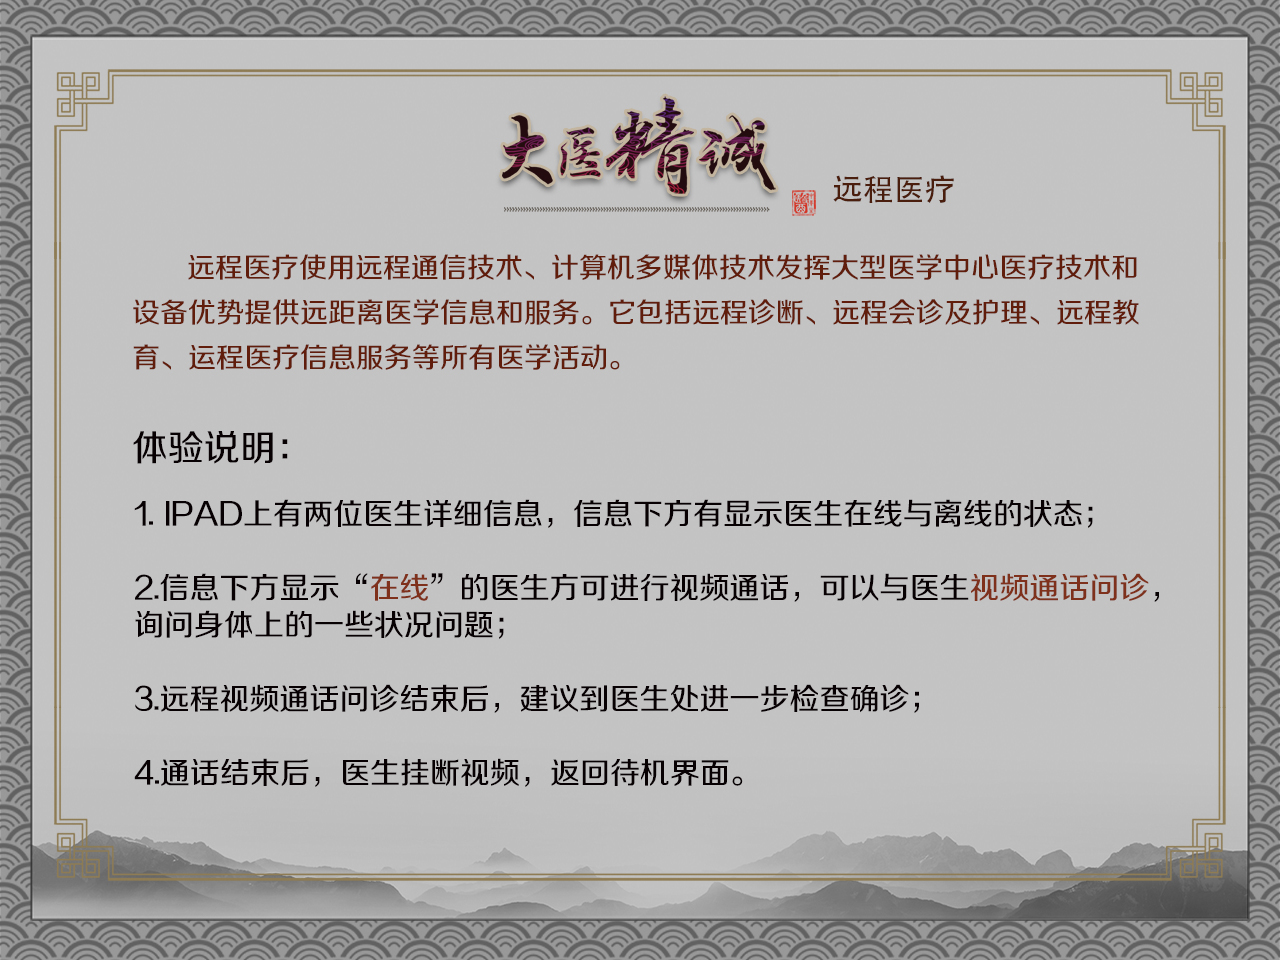 大医精诚
远程医疗
远程医疗使用远程通信技术、计算机多媒体技术发挥大型医学中心医疗技术和
设备优势提供远距离医学信息和服务。它包括远程诊断、远程会诊及护理、远程教
育、运程医疗信息服务等所有医学活动。
体验说明：
1. IPAD上有两位医生详细信息，信息下方有显示医生在线与离线的状态；
2.信息下方显示“在线”的医生方可进行视频通话，可以与医生视频通话问诊，
询问身体上的一些状况问题；
3.远程视频通话问诊结束后，建议到医生处进一步检查确诊；
4.通话结束后，医生挂断视频，返回待机界面。